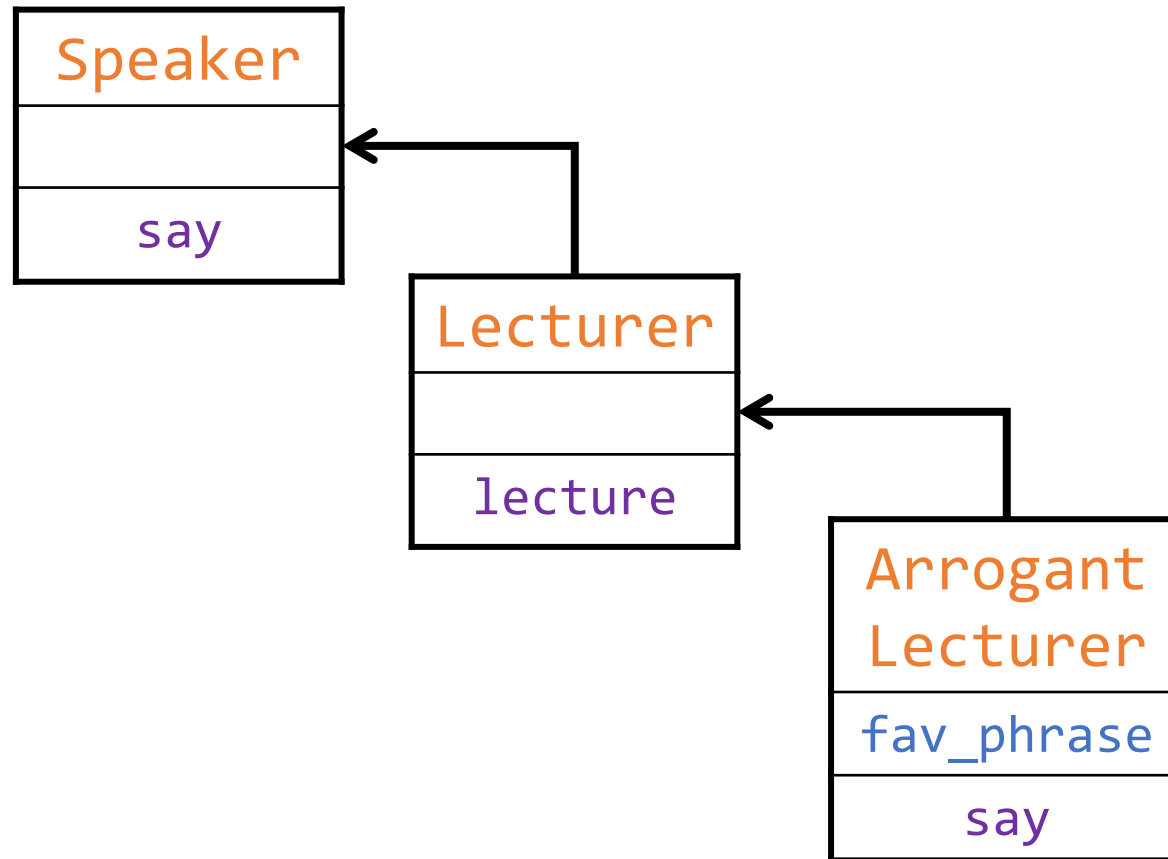 Speaker
say
Lecturer
lecture
Arrogant
Lecturer
fav_phrase
say